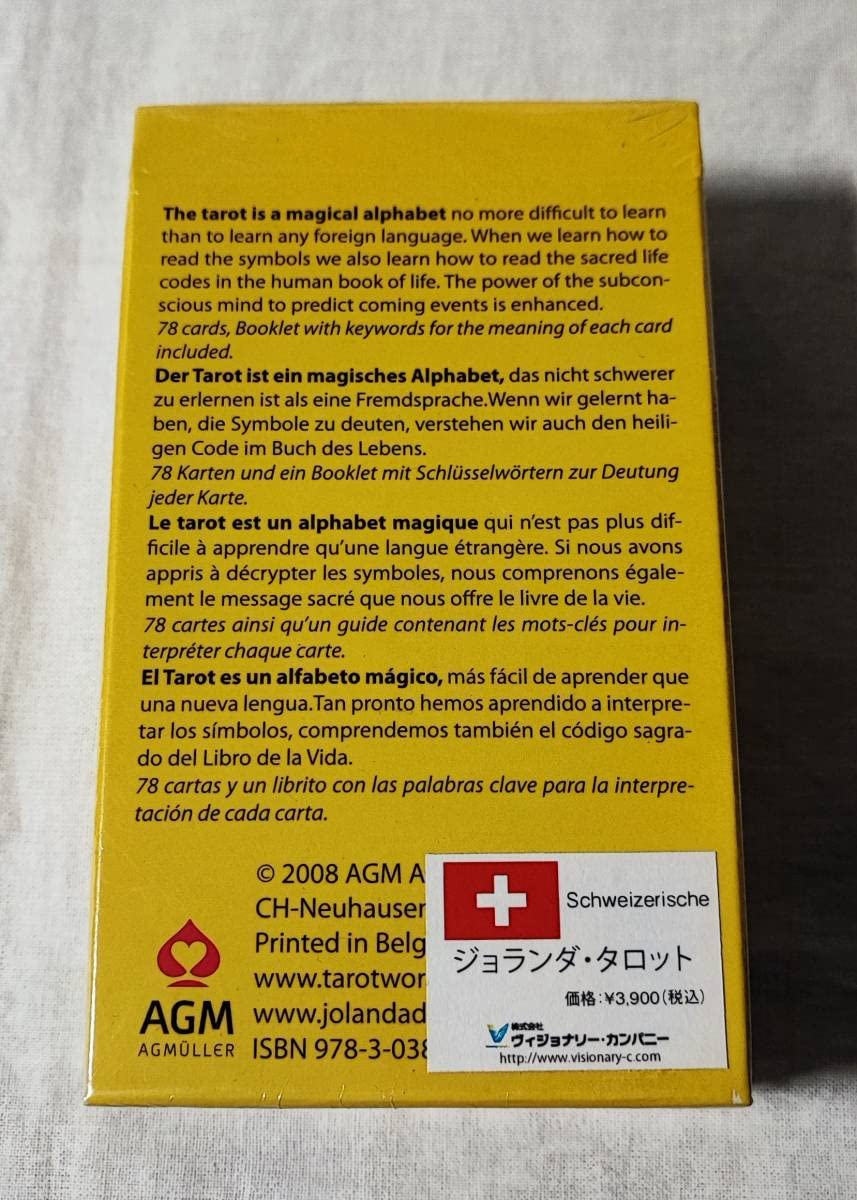 The tarot is a magical alphabet no more difficult to learn
than to learn any foreign language. When we learn how to
read the symbols we also learn how to read the sacred life
codes in the human book of life. The power of the subcon-
scious mind to predict coming events is enhanced.
78 cards, Booklet with keywords for the meaning of each card
included.
Der Tarot ist ein magisches Alphabet, das nicht schwerer
zu erlernen ist als eine Fremdsprache.Wenn wir gelernt ha-
ben, die Symbole zu deuten, verstehen wir auch den heili-
gen Code im Buch des Lebens.
78 Karten und ein Booklet mit Schlüsselwörtern zur Deutung
jeder Karte.
Le tarot est un alphabet magique qui n'est pas plus dif-
ficile à apprendre qu'une langue étrangère. Si nous avons
appris à décrypter les symboles, nous comprenons égale-
ment le message sacré que nous offre le livre de la vie.
78 cartes ainsi qu'un guide contenant les mots-clés pour in-
terpréter chaque carte.
El Tarot es un alfabeto mágico, más fácil de aprender que
una nueva lengua.Tan pronto hemos aprendido a interpre-
tar los símbolos, comprendemos también el código sagra-
do del Libro de la Vida.
78 cartas y un librito con las palabras clave para la interpre-
tación de cada carta.
© 2008 AGM A
CH-Neuhauser
Printed in Belg
www.tarotwor
www.jolandad
ISBN 978-3-038
AGM
AGMÜLLER
Schweizerische
ジョランダ・タロット
価格:¥3,900(税込)
株式会社
ヴィジョナリー・カンパニー
http://www.visionary-c.com